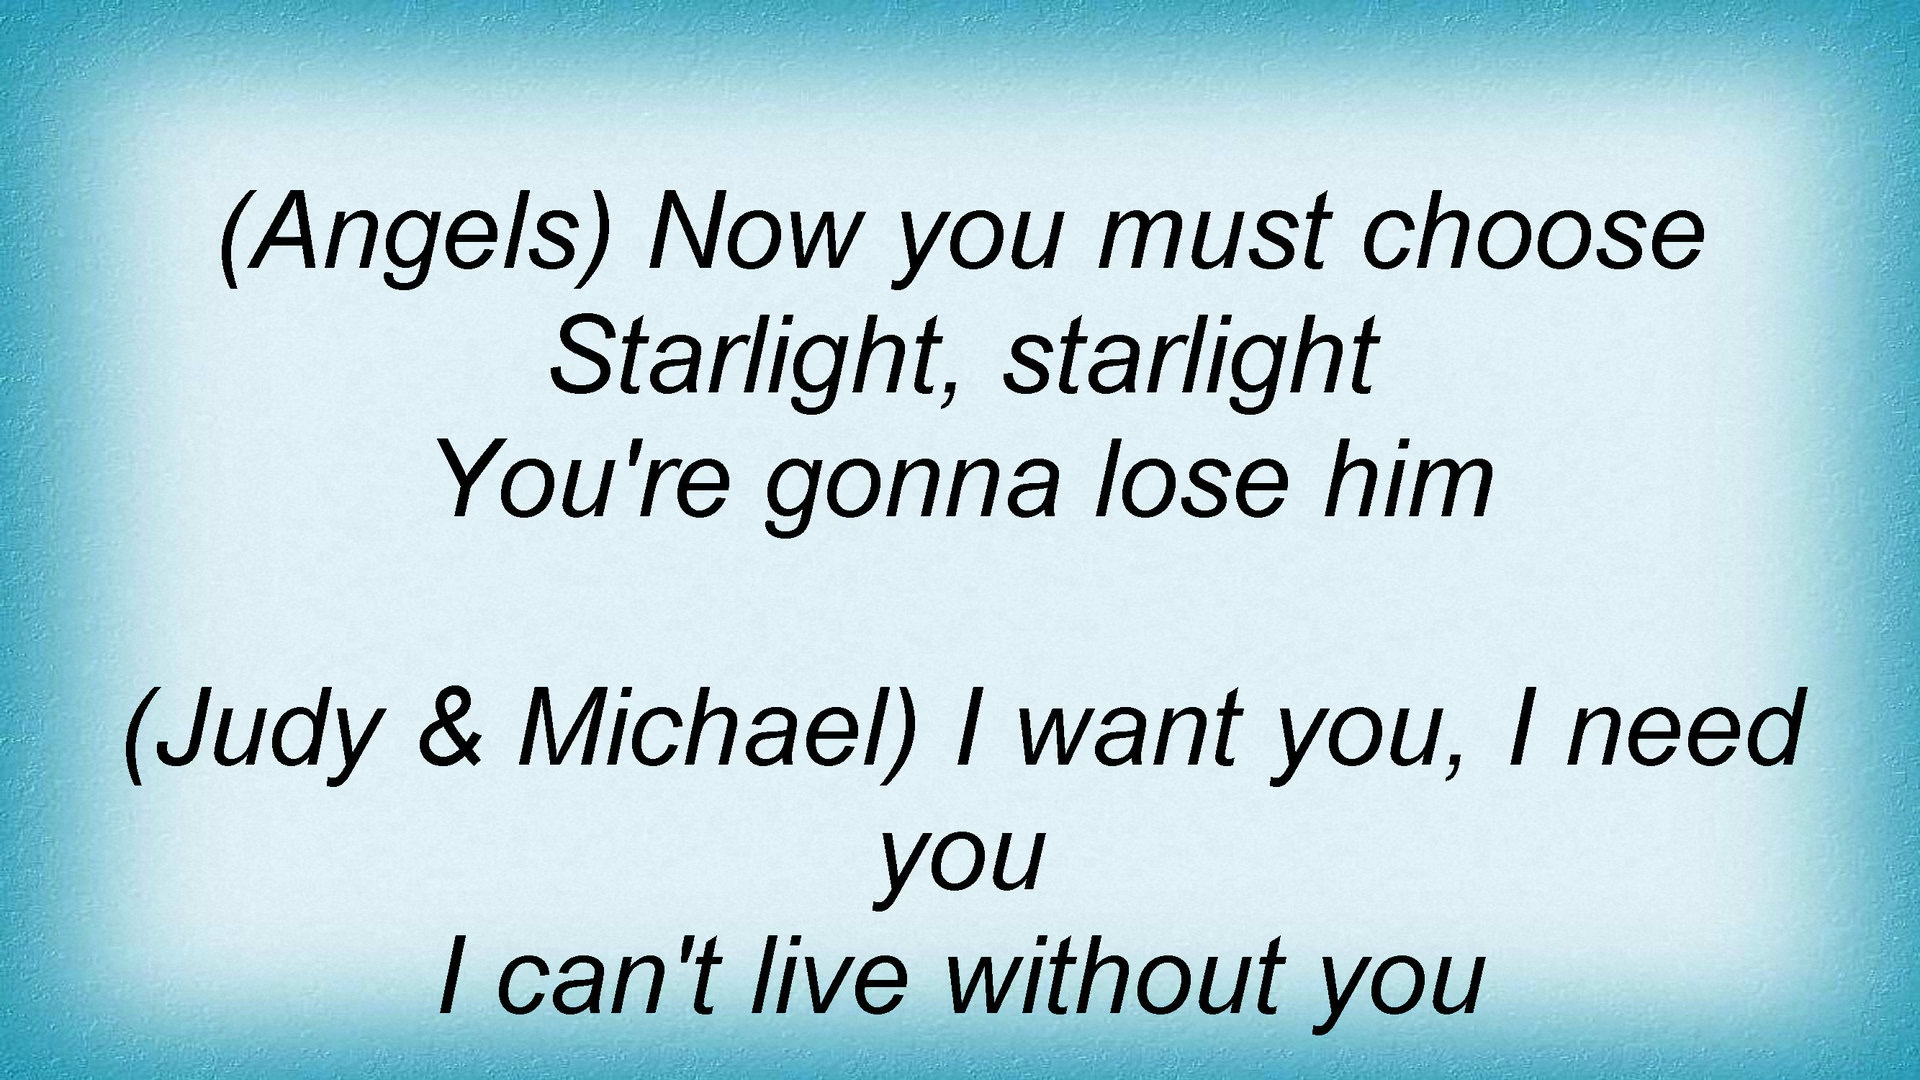 (Angels) Now you must choose
Starlight, starlight
You're gonna lose him
(Judy & Michael) I want you, I need
you
I can't live without you